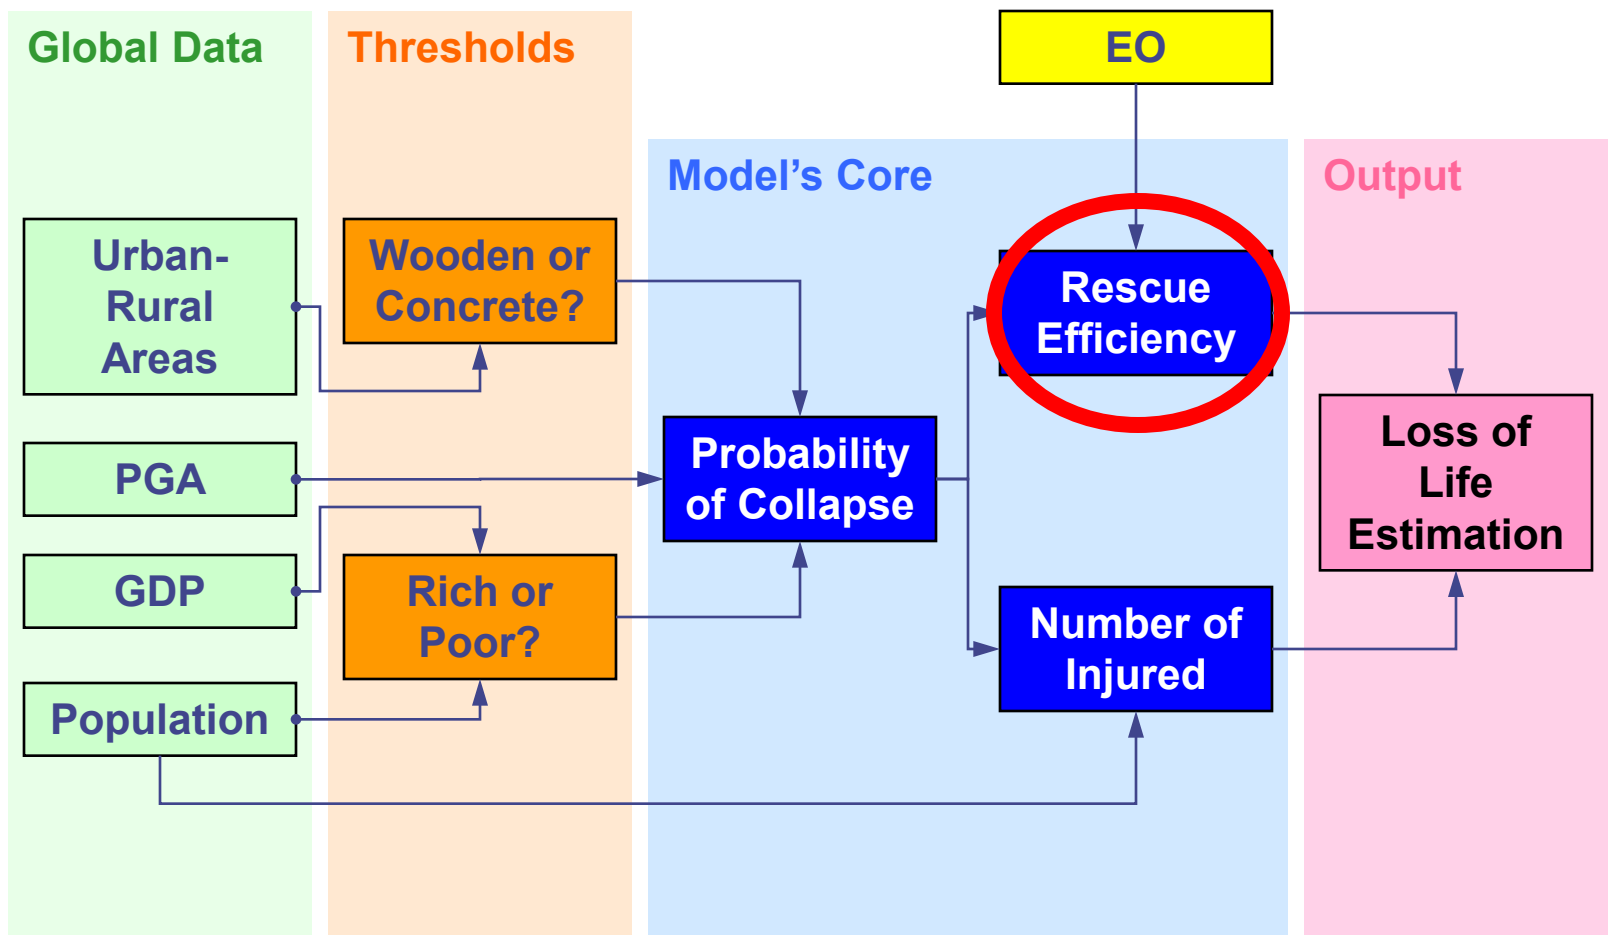 Global Data
Thresholds
EO
Model’s Core
Output
Urban-
Rural
Areas
Wooden or
Concrete?
Rescue
Efficiency
PGA
Probability
of Collapse
Loss of
Life
Estimation
GDP
Rich or
Poor?
Number of
Injured
Population